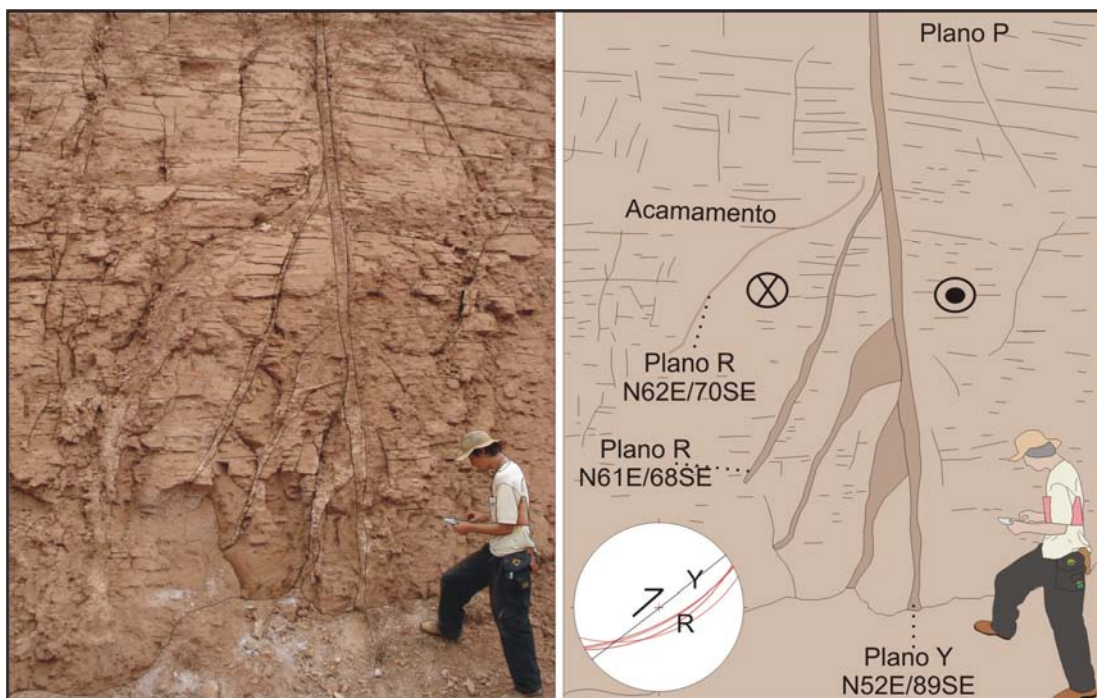 Plano P
Acamamento
Plano R
N62E/70SE
Plano R
N61E/68SE
Y
R
Plano Y
N52E/89SE